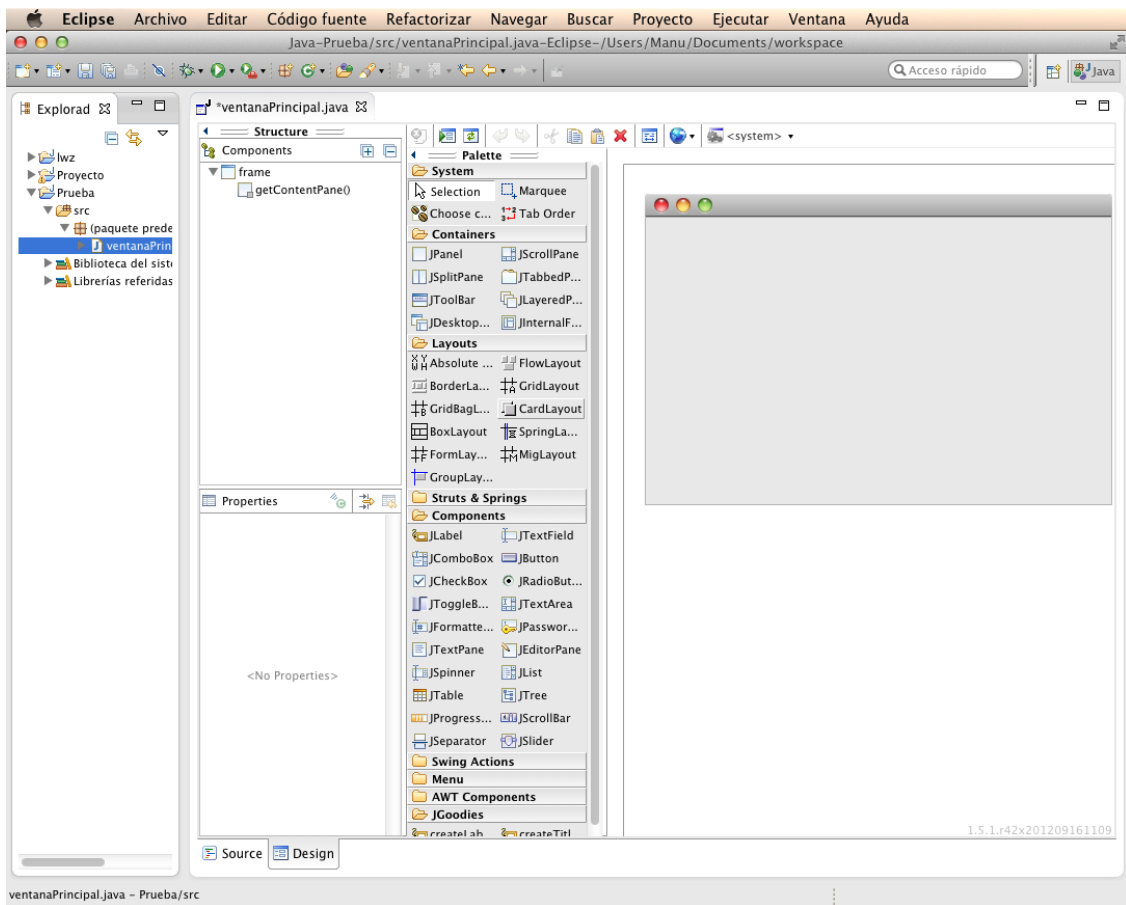 Eclipse Archivo Editar Código fuente Refactorizar Navegar Buscar Proyecto Ejecutar Ventana Ayuda
Java-Prueba/src/ventanaPrincipal.java-Eclipse-/Users/Manu/Documents/workspace
Acceso rápido
Java
Explorad
lwz
Proyecto
Prueba
src
(paquete prede
ventanaPrin
Biblioteca del siste
Librerías referidas
*ventanaPrincipal.java
Structure
Components
frame
getContentPane()
Properties
<No Properties>
<system>
Palette
System
Selection Marquee
Choose c... Tab Order
Containers
JPanel JScrollPane
JSplitPane JTabbedP...
JToolBar JLayeredP...
JDesktop... JInternalF...
Layouts
Absolute ... FlowLayout
BorderLa... GridLayout
GridBagL... CardLayout
BoxLayout SpringLa...
FormLay... MigLayout
GroupLay...
Struts & Springs
Components
JLabel JTextField
JComboBox JButton
JCheckBox JRadioBut...
JToggleB... JTextArea
JFormatte... JPasswor...
JTextPane JEditorPane
JSpinner JList
JTable JTree
JProgress... JScrollBar
JSeparator JSlider
Swing Actions
Menu
AWT Components
JGoodies
createLab createTitl
1.5.1.r42x201209161109
Source Design
ventanaPrincipal.java - Prueba/src